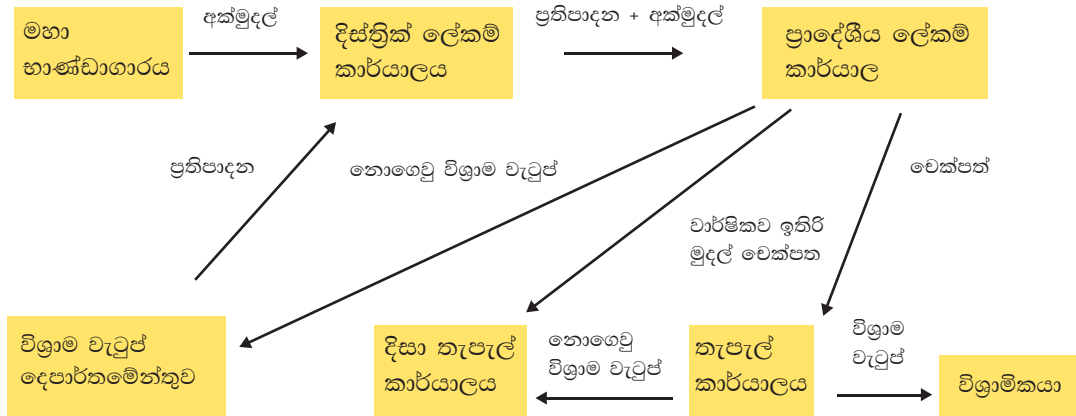 මහා
භාණ්ඩාගාරය
අක්මුදල්
දිස්ත්‍රික් ලේකම්
කාර්යාලය
ප්‍රතිපාදන + අක්මුදල්
ප්‍රාදේශීය ලේකම්
කාර්යාල
ප්‍රතිපාදන
නොගෙවූ විශ්‍රාම වැටුප්
චෙක්පත්
වාර්ෂිකව ඉතිරි
මුදල් චෙක්පත
විශ්‍රාම වැටුප්
දෙපාර්තමේන්තුව
දිසා තැපැල්
කාර්යාලය
නොගෙවු
විශ්‍රාම වැටුප්
තැපැල්
කාර්යාලය
විශ්‍රාම
වැටුප්
විශ්‍රාමිකයා